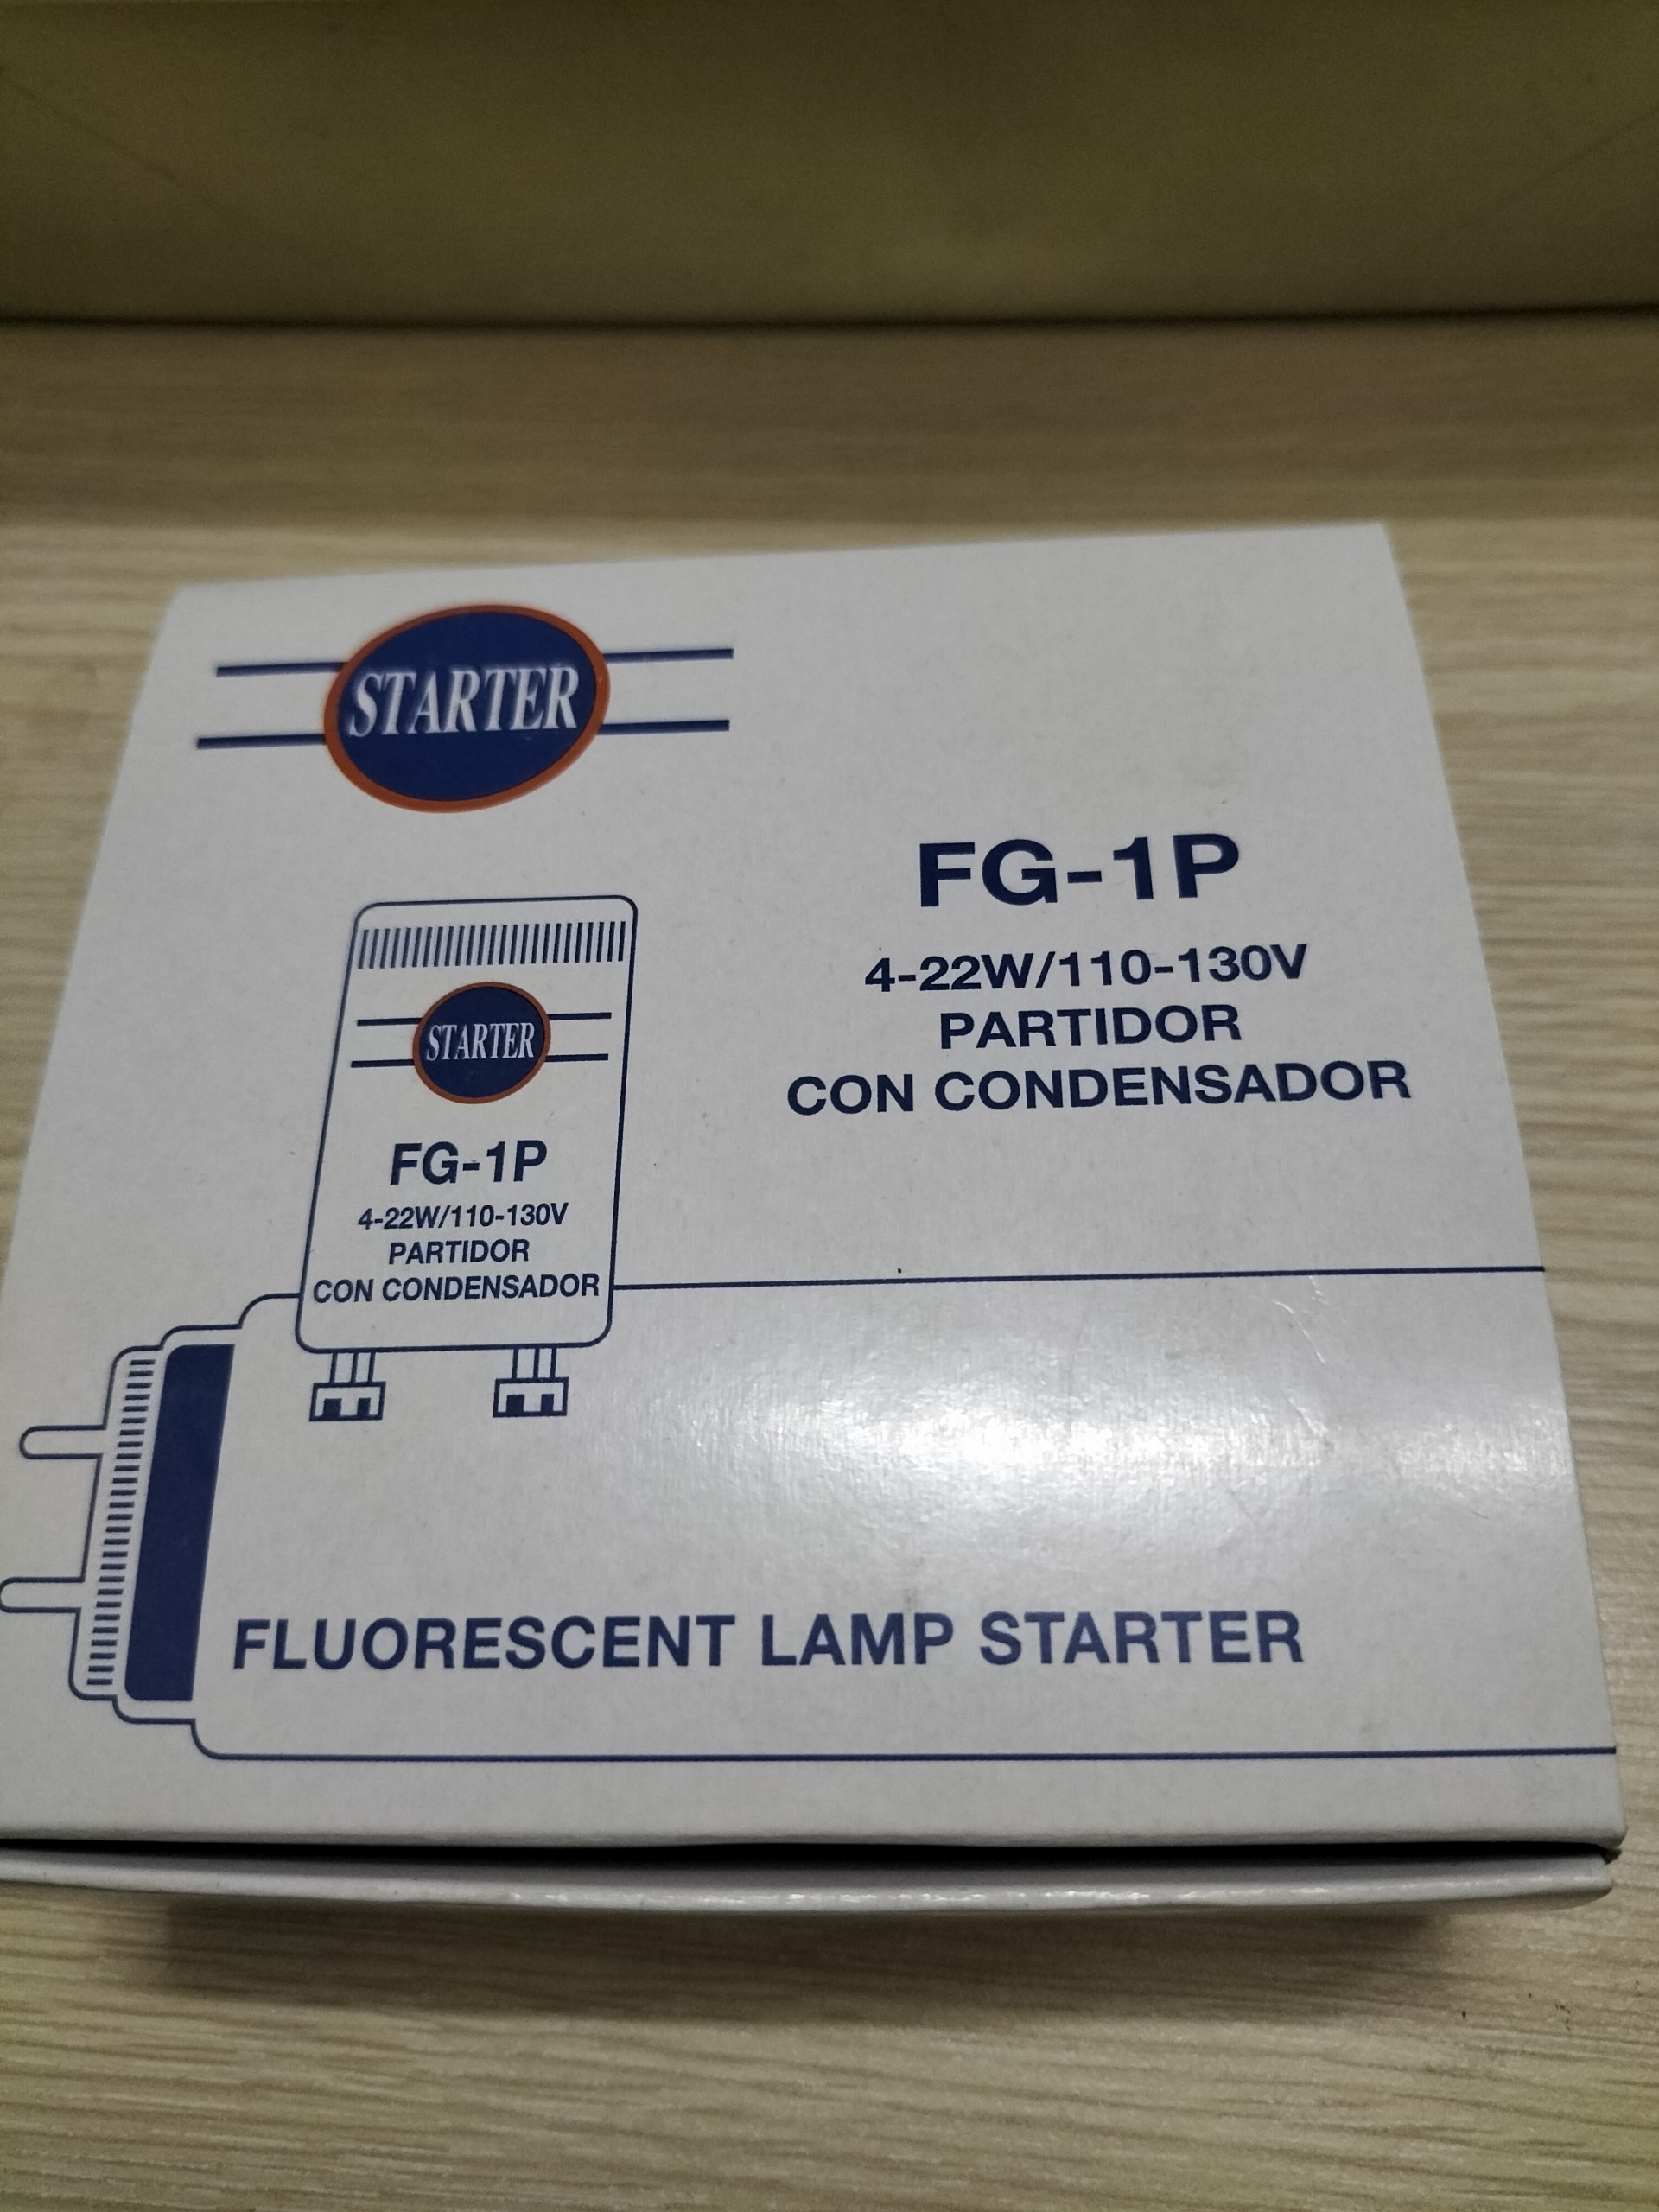 STARTER
FG-1P
4-22W/110-130V
PARTIDOR
CON CONDENSADOR
STARTER
FG-1P
4-22W/110-130V
PARTIDOR
CON CONDENSADOR
FLUORESCENT LAMP STARTER